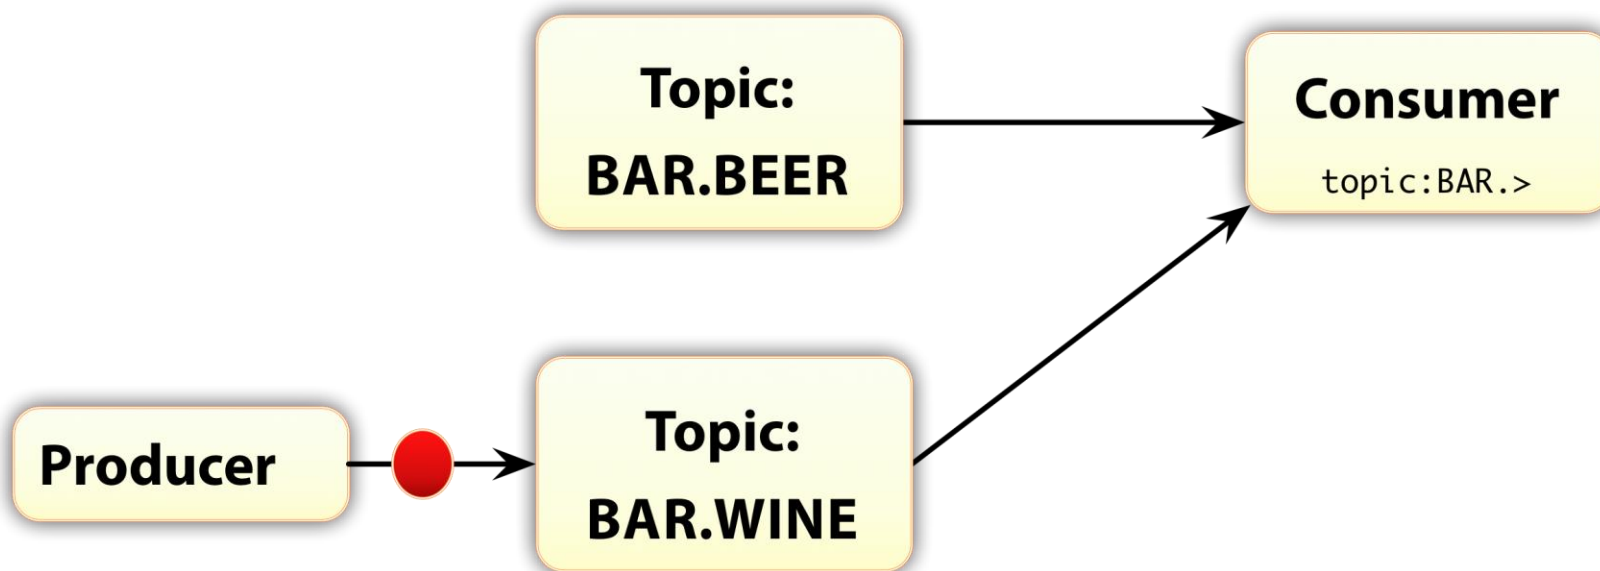 Topic:
BAR.BEER
Consumer
topic:BAR.>
Producer
Topic:
BAR.WINE